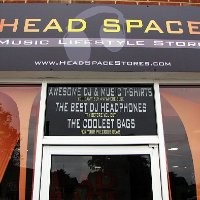 HEAD SPACE
MUSIC LIFESTYLE STORE
WWW.HEADSPACESTORES.COM
AWESOME DJ & MUSIC T-SHIRTS
THE BEST DJ HEADPHONES
THE COOLEST BAGS